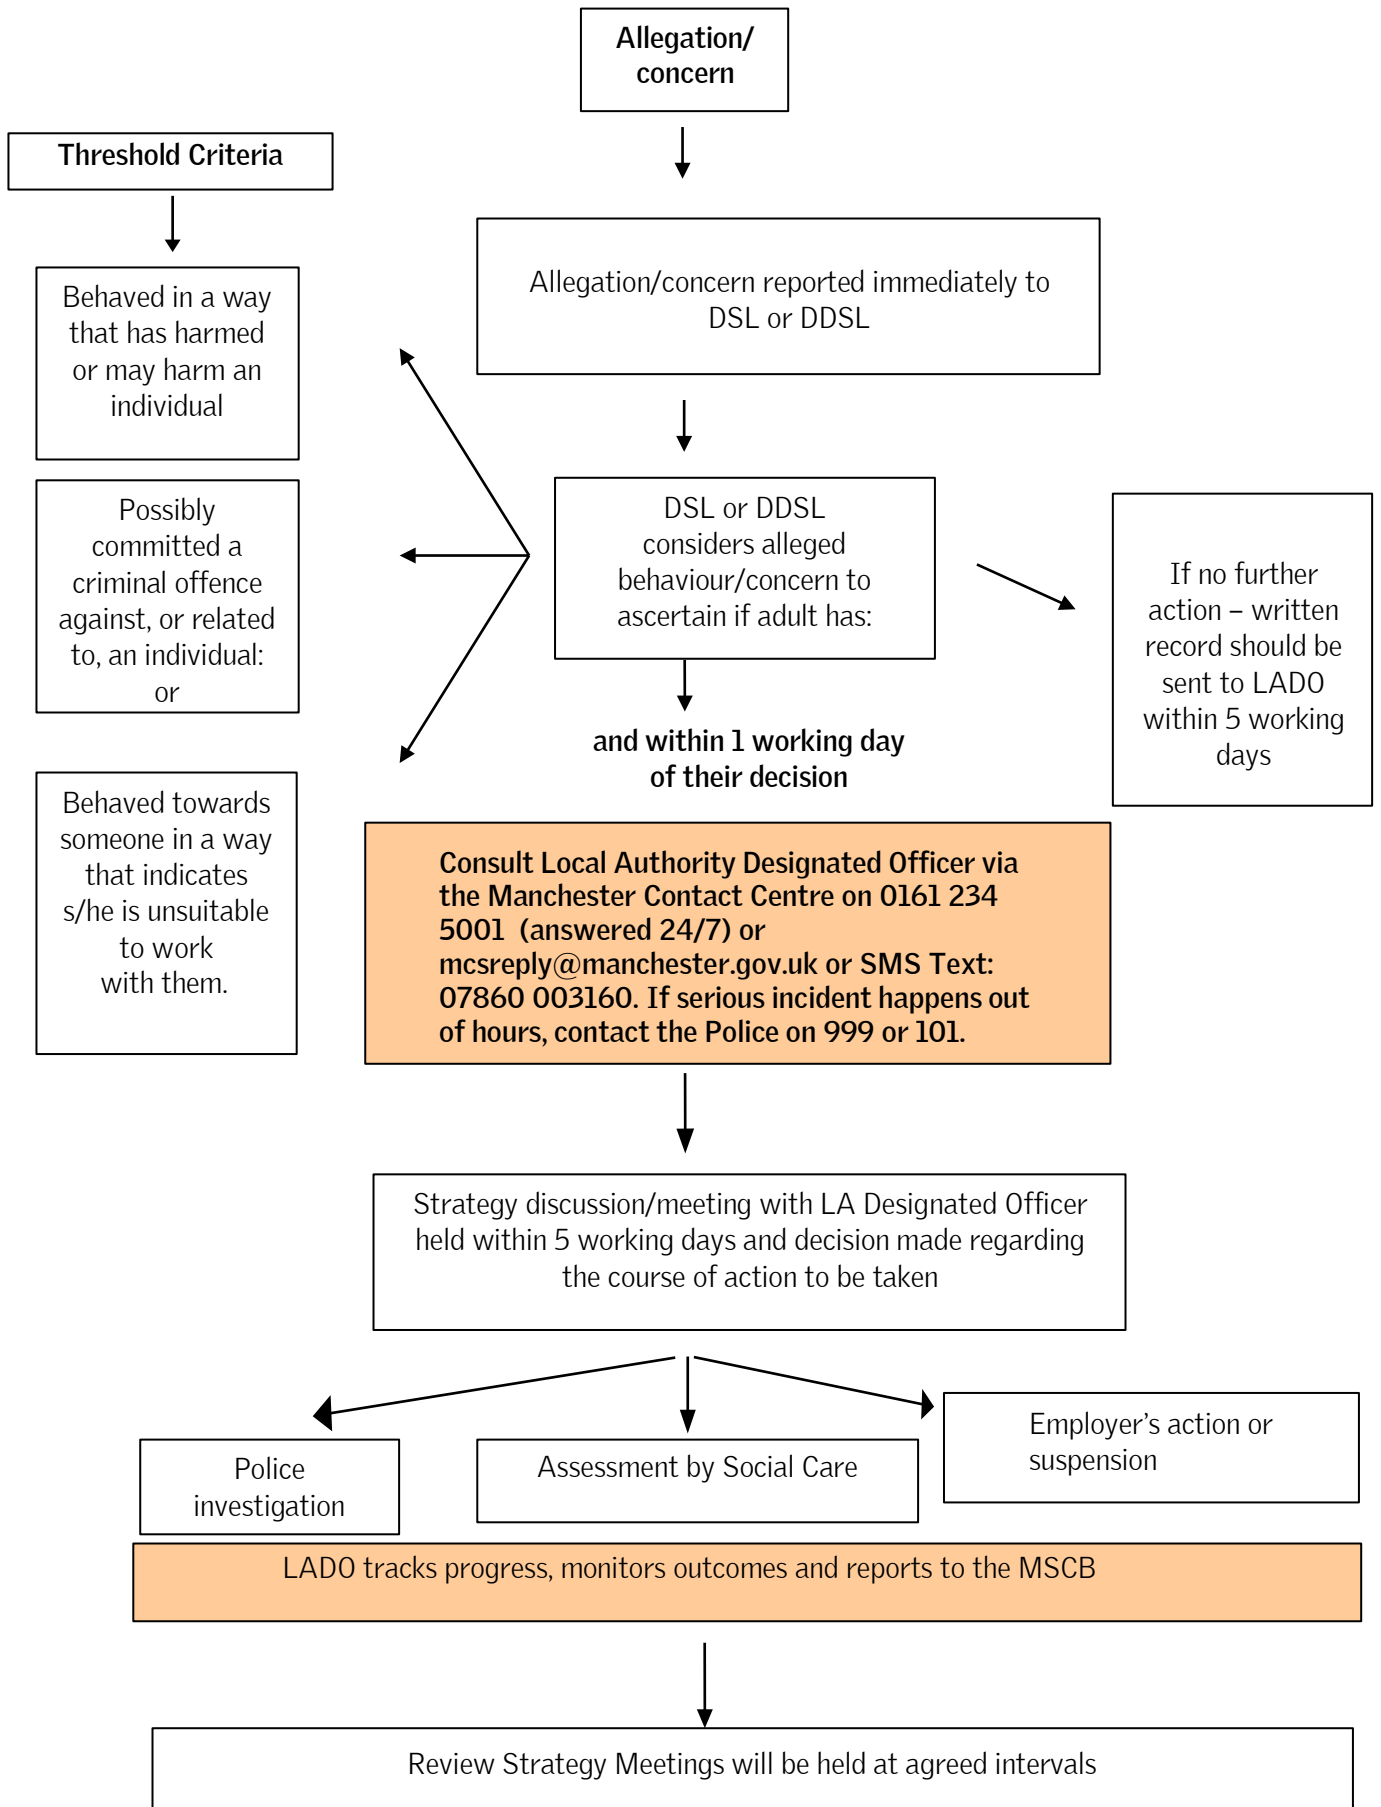 Allegation/
concern
Threshold Criteria
Allegation/concern reported immediately to
DSL or DDSL
Behaved in a way
that has harmed
or may harm an
individual
Possibly
committed a
criminal offence
against, or related
to, an individual:
or
Behaved towards
someone in a way
that indicates
s/he is unsuitable
to work
with them.
DSL or DDSL
considers alleged
behaviour/concern to
ascertain if adult has:
If no further
action – written
record should be
sent to LADO
within 5 working
days
and within 1 working day
of their decision
Consult Local Authority Designated Officer via
the Manchester Contact Centre on 0161 234
5001 (answered 24/7) or
mcsreply@manchester.gov.uk or SMS Text:
07860 003160. If serious incident happens out
of hours, contact the Police on 999 or 101.
Strategy discussion/meeting with LA Designated Officer
held within 5 working days and decision made regarding
the course of action to be taken
Police
investigation
Assessment by Social Care
Employer’s action or
suspension
LADO tracks progress, monitors outcomes and reports to the MSCB
Review Strategy Meetings will be held at agreed intervals